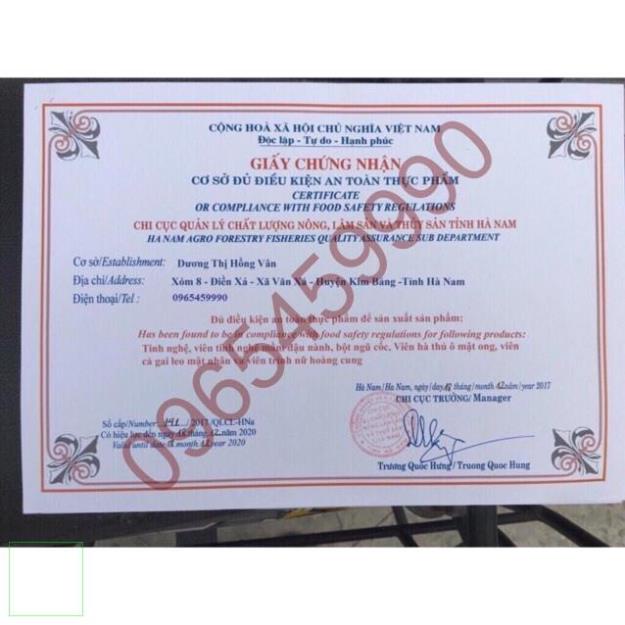 CỘNG HOÀ XÃ HỘI CHỦ NGHĨA VIỆT NAM
Độc lập - Tự do - Hạnh phúc
GIẤY CHỨNG NHẬN
CƠ SỞ ĐỦ ĐIỀU KIỆN AN TOÀN THỰC PHẨM
CERTIFICATE
OR COMPLIANCE WITH FOOD SAFETY REGULATIONS
CHI CỤC QUẢN LÝ CHẤT LƯỢNG NÔNG, LÂM SẢN VÀ THỦY SẢN TỈNH HÀ NAM
HA NAM AGRO FORESTRY FISHERIES QUALITY ASSURANCE SUB DEPARTMENT
Cơ sở/Establishment: Dương Thị Hồng Vân
Địa chỉ/Address: Xóm 8 - Điền Xá - Xã Văn Xá - Huyện Kim Bảng -Tỉnh Hà Nam
Điện thoại/Tel : 0965459990
Đủ điều kiện an toàn thực phẩm để sản xuất sản phẩm:
Has been found to be in compliance with food safety regulations for following products:
Tinh nghệ, viên tinh nghệ mầm đậu nành, bột ngũ cốc, Viên hà thủ ô mật ong, viên
cà gai leo mật nhân và viên trinh nữ hoàng cung
Hà Nam/Ha Nam, ngày/day tháng/month 12 năm/year 2017
CHI CỤC TRƯỞNG/ Manager
Số cấp/Number / 2017 /QLCL-HNa
Có hiệu lực đến ngày tháng 12 năm 2020
Valid until date month year 2020
Trương Quốc Hưng/ Truong Quoc Hung
0965459990